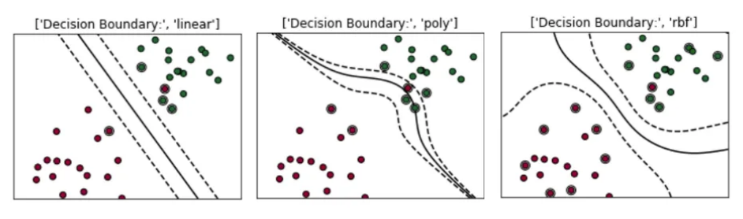 ['Decision Boundary:', 'linear']
['Decision Boundary:', 'poly']
['Decision Boundary:', 'rbf']